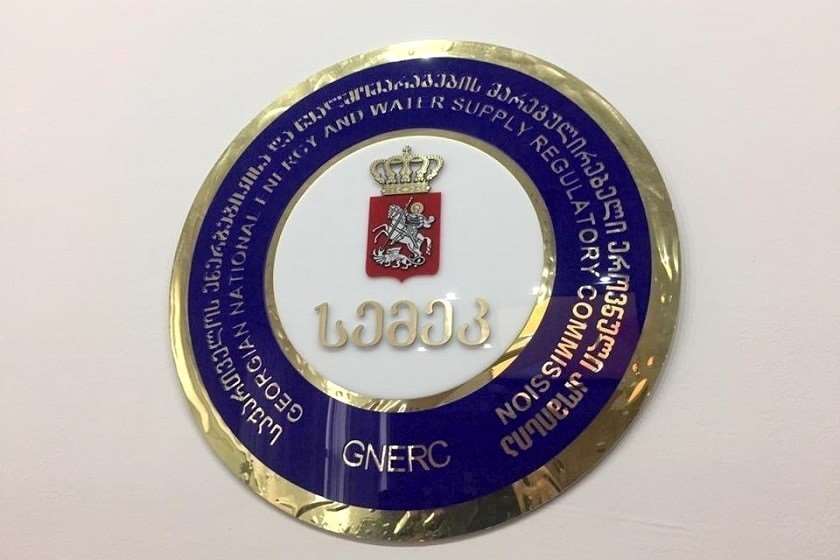 საქართველოს ენერგეტიკისა და წყალმომარაგების მარეგულირებელი ეროვნული კომისია
GEORGIAN NATIONAL ENERGY AND WATER SUPPLY REGULATORY COMMISSION
სემეკ
GNERC